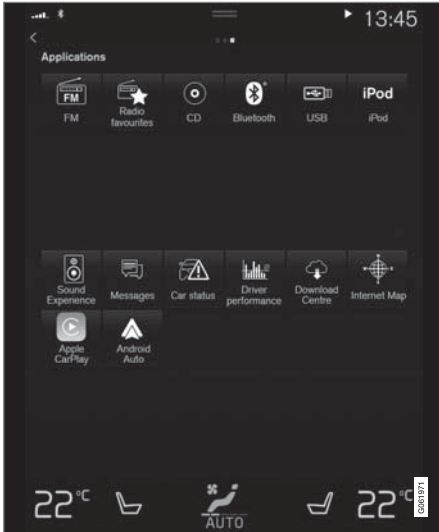 13:45
Applications
FM
iPod
FM
Radio favourites
CD
Bluetooth
USB
iPod
Sound Experience
Messages
Car status
Driver performance
Download Centre
Internet Map
Apple CarPlay
Android Auto
22°C
AUTO
22°C
G061971